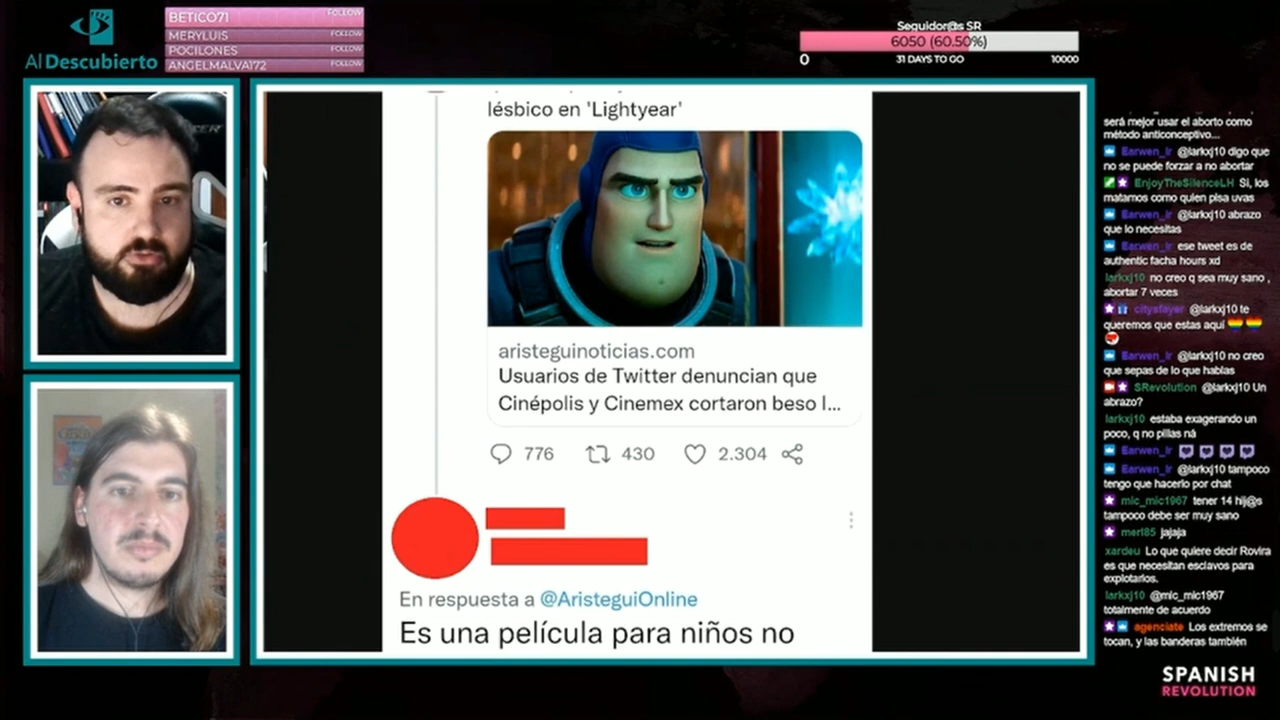 Al Descubierto
BETICO71 FOLLOW
MERYLUIS FOLLOW
POCILONES FOLLOW
ANGELMALVA172 FOLLOW
Seguidor@s SR
6050 (60.50%)
0 31 DAYS TO GO 10000
lésbico en 'Lightyear'
aristeguinoticias.com
Usuarios de Twitter denuncian que
Cinépolis y Cinemex cortaron beso l...
776 430 2.304
En respuesta a @AristeguiOnline
Es una película para niños no
será mejor usar el aborto como
método anticonceptivo...
Earwen_Ir @larkxj10 digo que
no se puede forzar a no abortar
EnjoyTheSilenceLH Si, los
matamos como quien pisa uvas
Earwen_Ir @larkxj10 abrazo
que lo necesitas
Earwen_Ir ese tweet es de
authentic facha hours xd
larkxj10 no creo q sea muy sano ,
abortar 7 veces
cityslayer @larkxj10 te
queremos que estas aquí
Earwen_Ir @larkxj10 no creo
que sepas de lo que hablas
SRevolution @larkxj10 Un
abrazo?
larkxj10 estaba exagerando un
poco, q no pillas ná
Earwen_Ir
Earwen_Ir @larkxj10 tampoco
tengo que hacerlo por chat
mic_mic1967 tener 14 hij@s
tampoco debe ser muy sano
merl85 jajaja
xardeu Lo que quiere decir Rovira
es que necesitan esclavos para
explotarlos.
larkxj10 @mic_mic1967
totalmente de acuerdo
agenciate Los extremos se
tocan, y las banderas también
SPANISH
REVOLUTION